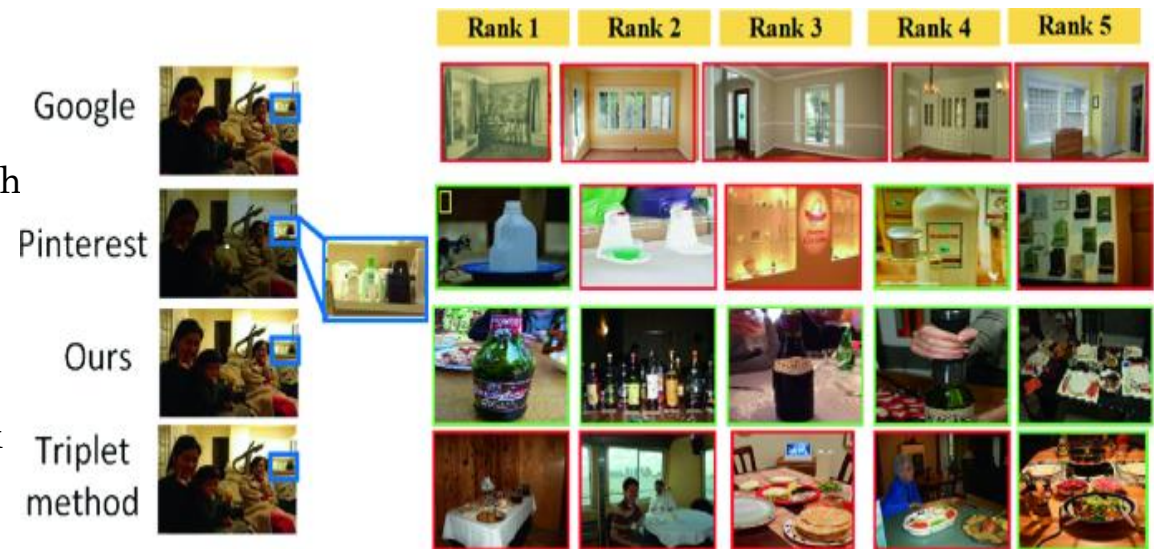 Rank 1 Rank 2 Rank 3 Rank 4 Rank 5
Google
h
Pinterest
Ours
Triplet
method